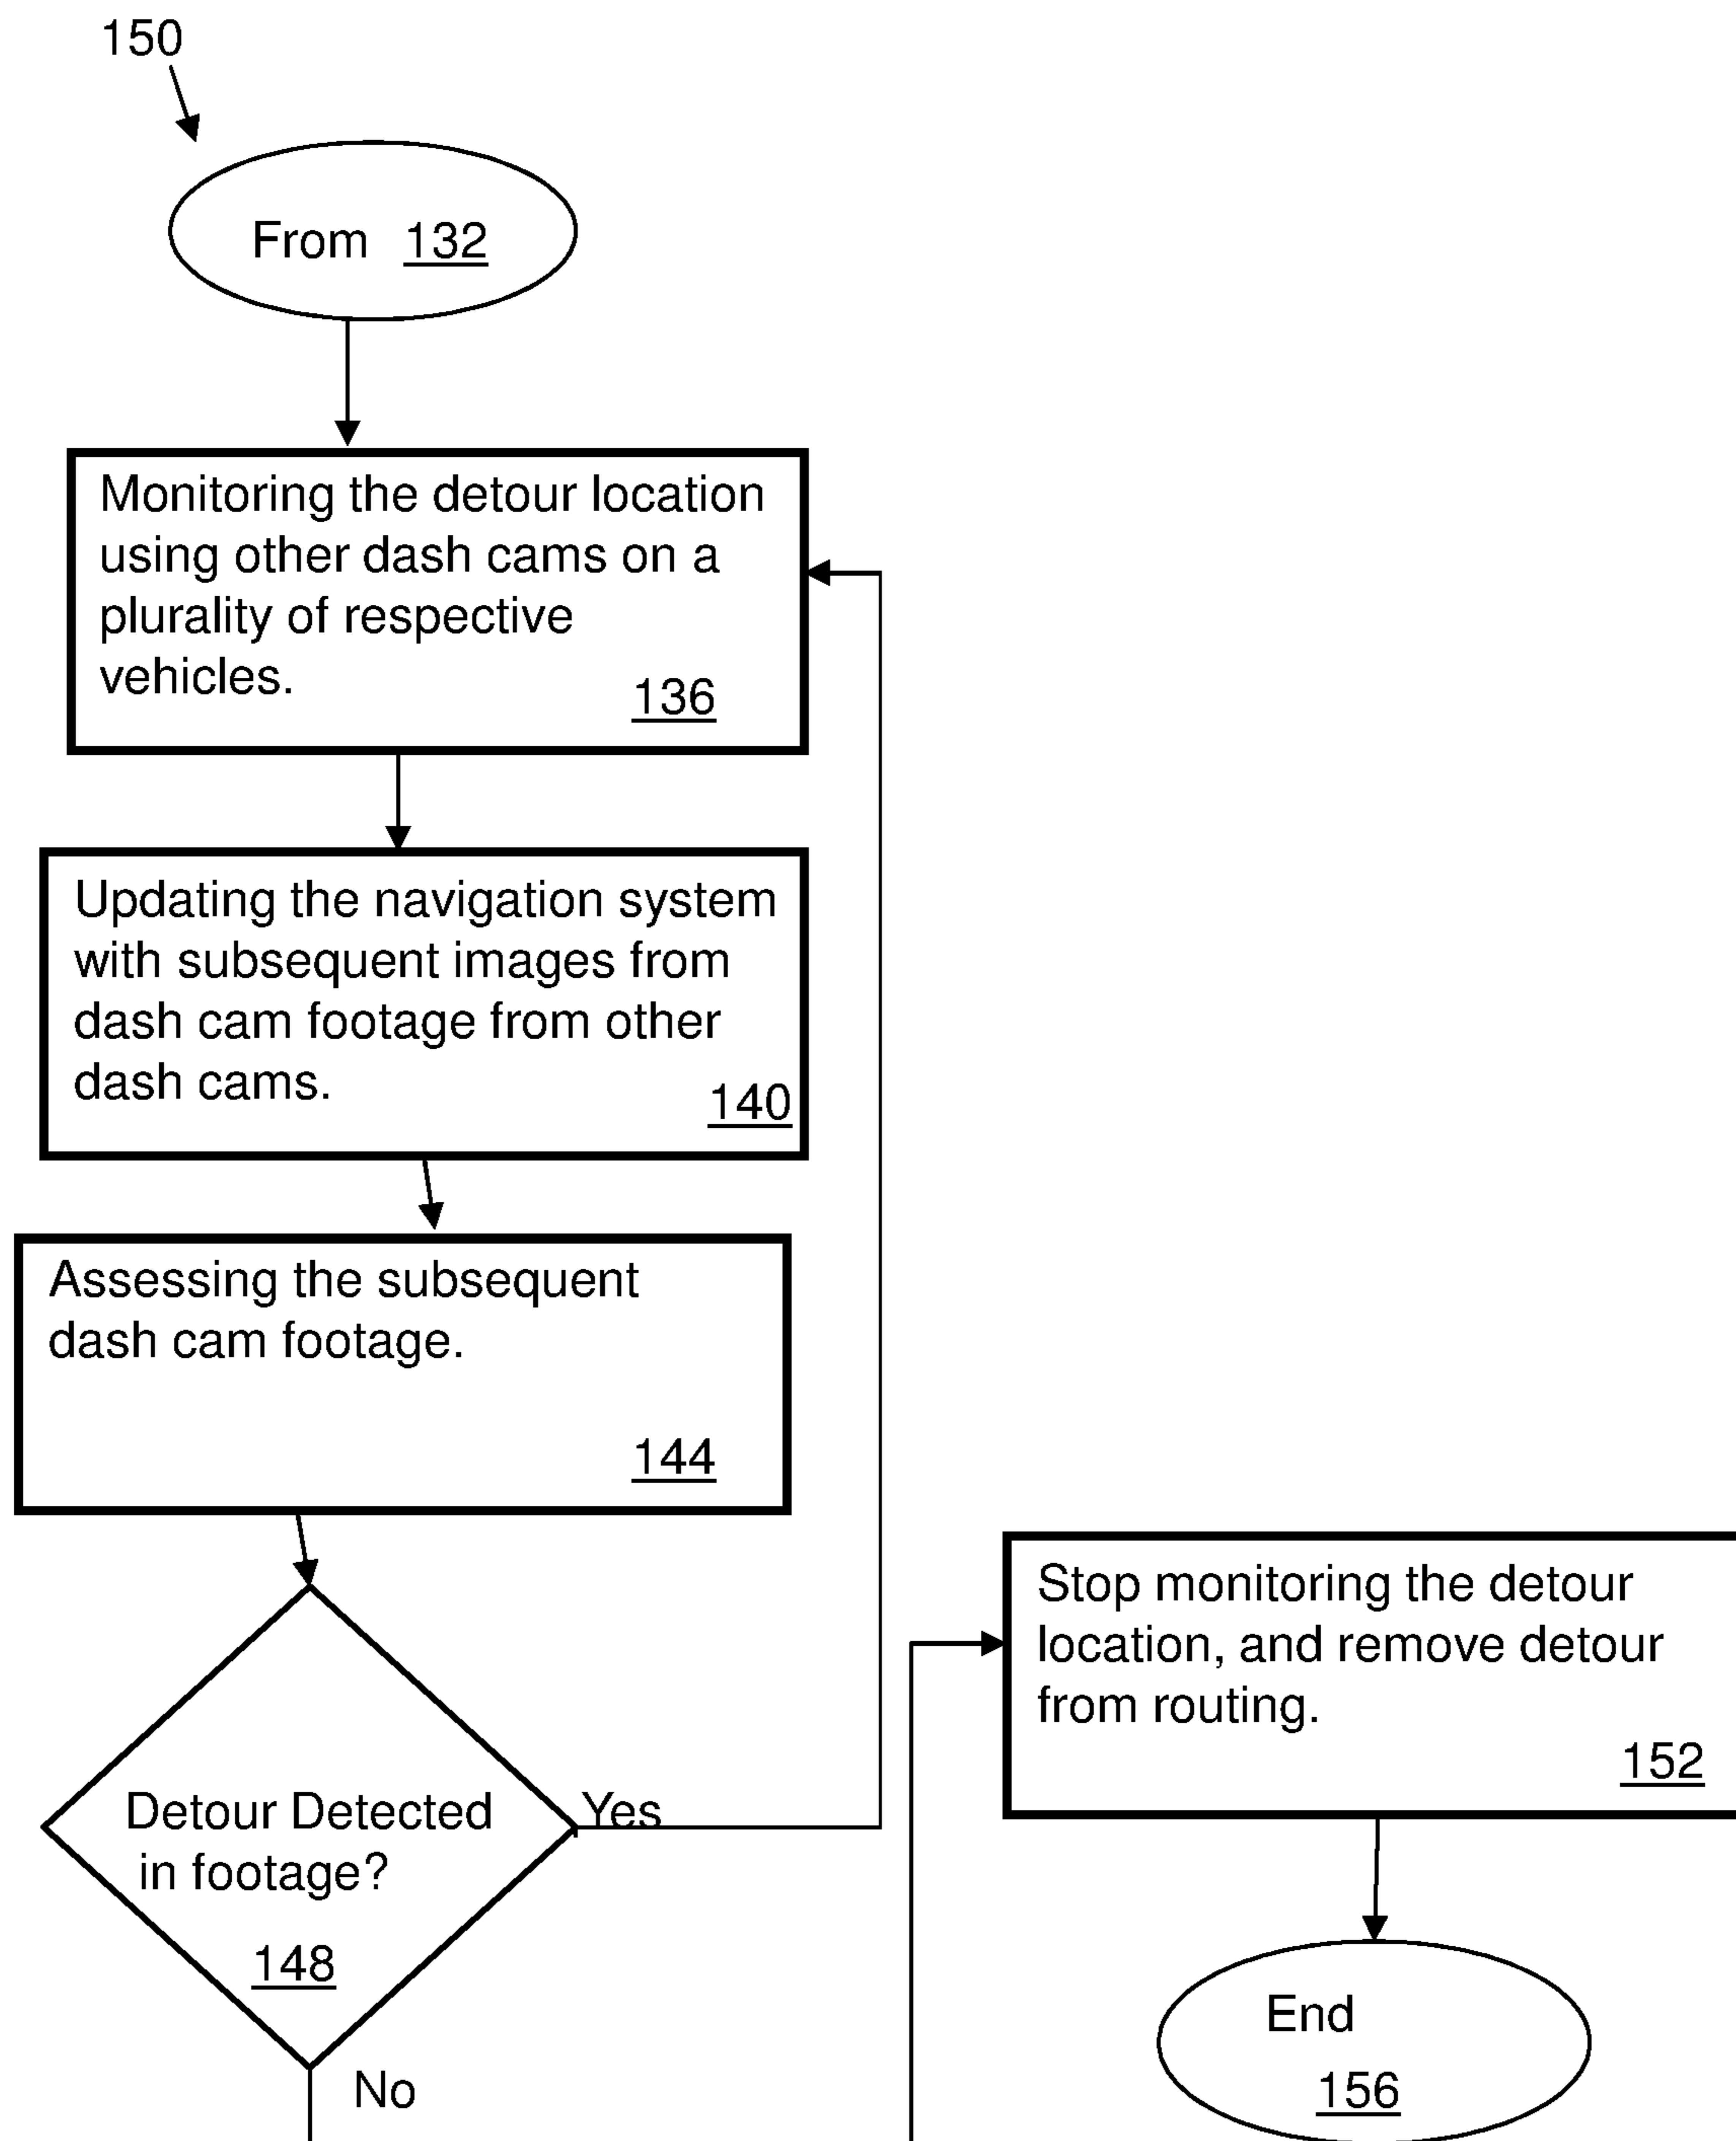 150
From 132
Monitoring the detour location
using other dash cams on a
plurality of respective
vehicles.
136
Updating the navigation system
with subsequent images from
dash cam footage from other
dash cams.
140
Assessing the subsequent
dash cam footage.
144
Detour Detected
in footage?
148
Yes
No
Stop monitoring the detour
location, and remove detour
from routing.
152
End
156